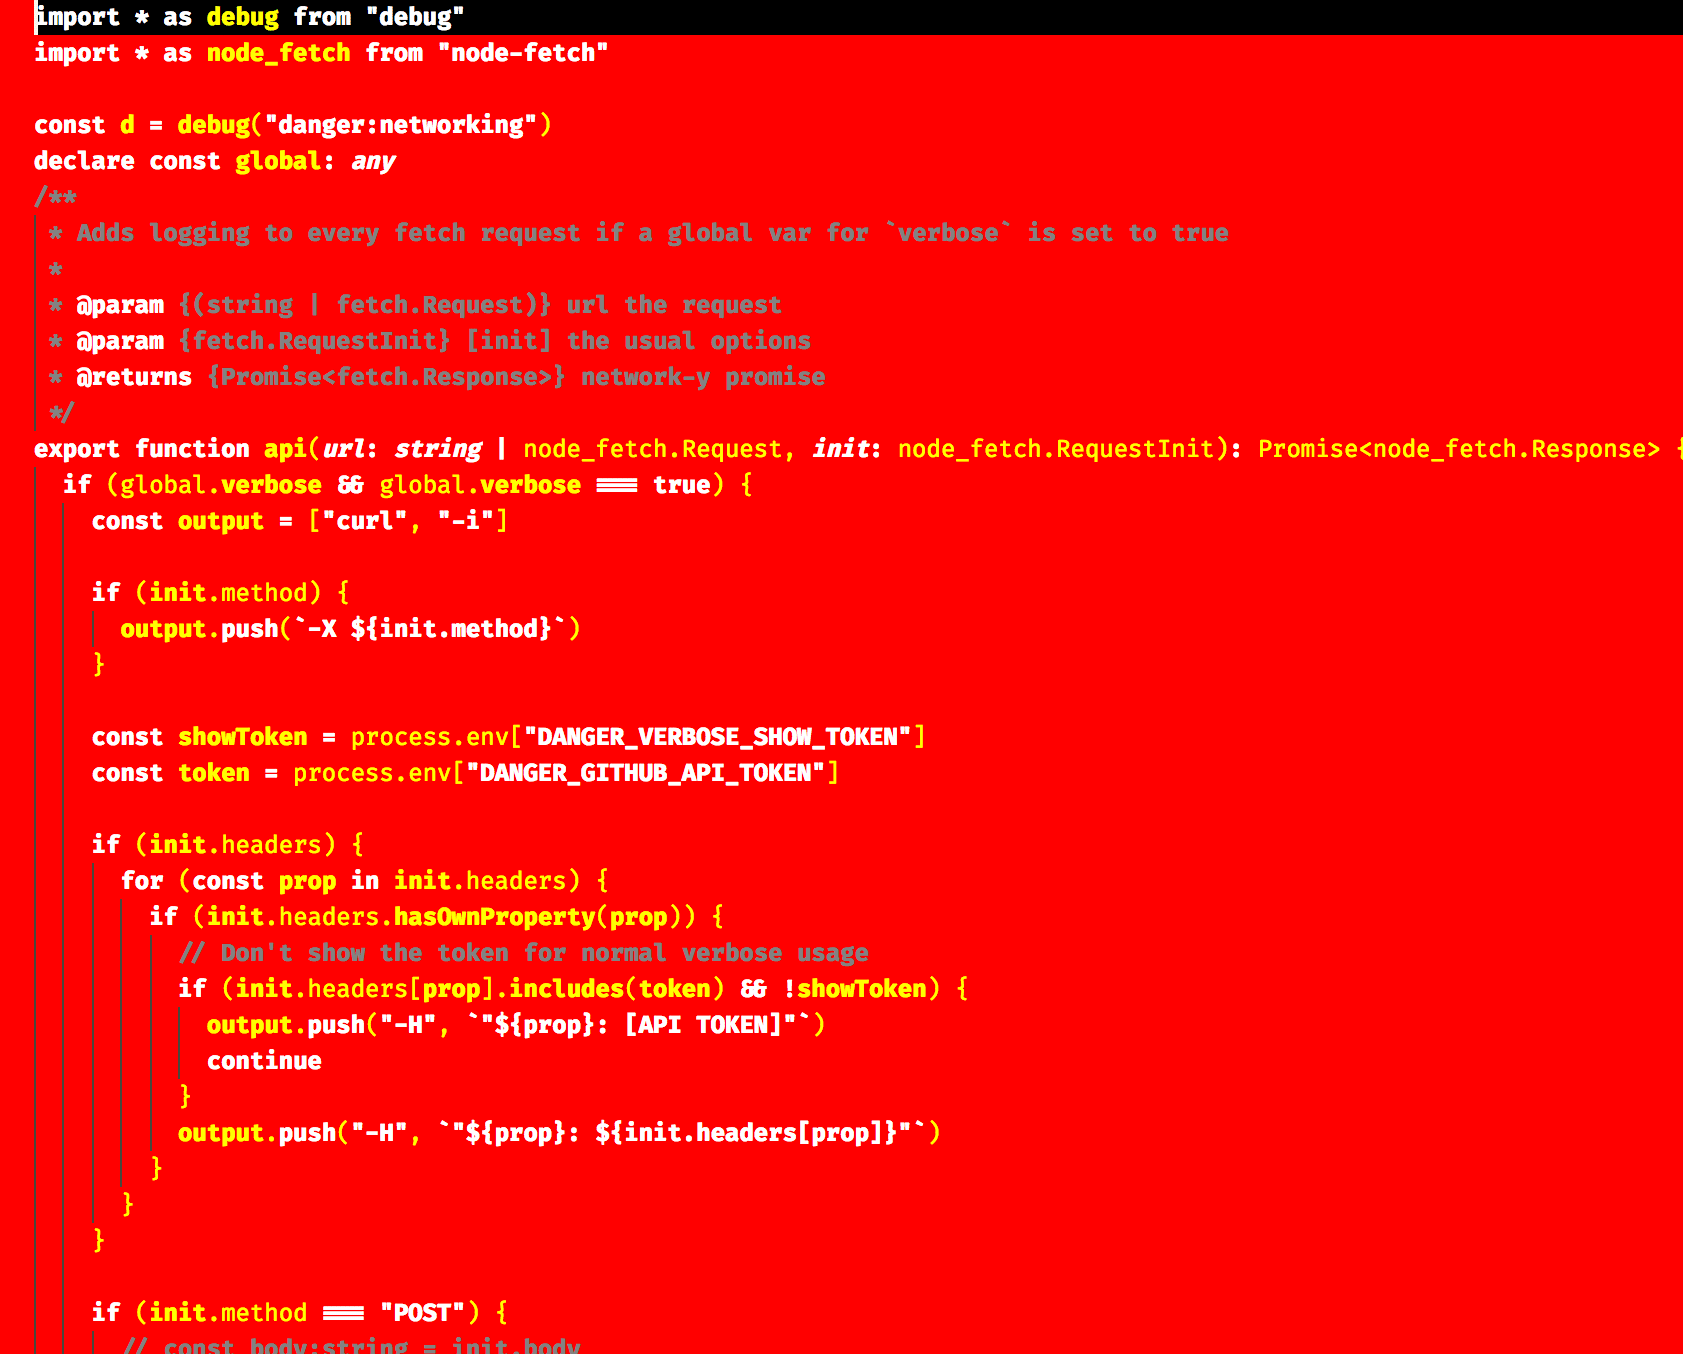 import * as debug from "debug"
import * as node_fetch from "node-fetch"
const d = debug("danger:networking")
declare const global: any
/**
* Adds logging to every fetch request if a global var for `verbose` is set to true
*
* @param {(string | fetch.Request)} url the request
* @param {fetch.RequestInit} [init] the usual options
* @returns {Promise<fetch.Response>} network-y promise
*/
export function api(url: string | node_fetch.Request, init: node_fetch.RequestInit): Promise<node_fetch.Response> {
if (global.verbose && global.verbose === true) {
const output = ["curl", "-i"]
if (init.method) {
output.push(`-X ${init.method}`)
}
const showToken = process.env["DANGER_VERBOSE_SHOW_TOKEN"]
const token = process.env["DANGER_GITHUB_API_TOKEN"]
if (init.headers) {
for (const prop in init.headers) {
if (init.headers.hasOwnProperty(prop)) {
// Don't show the token for normal verbose usage
if (init.headers[prop].includes(token) && !showToken) {
output.push("-H", `"${prop}: [API TOKEN]"`)
continue
}
output.push("-H", `"${prop}: ${init.headers[prop]}"`)
}
}
}
if (init.method === "POST") {
// const body:string = init.body